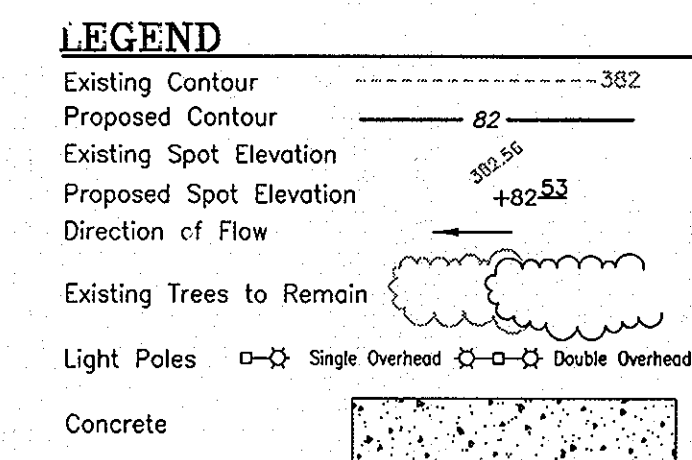 LEGEND
Existing Contour 382
Proposed Contour 82
Existing Spot Elevation 382.56
Proposed Spot Elevation +82 53
Direction of Flow
Existing Trees to Remain
Light Poles Single Overhead Double Overhead
Concrete